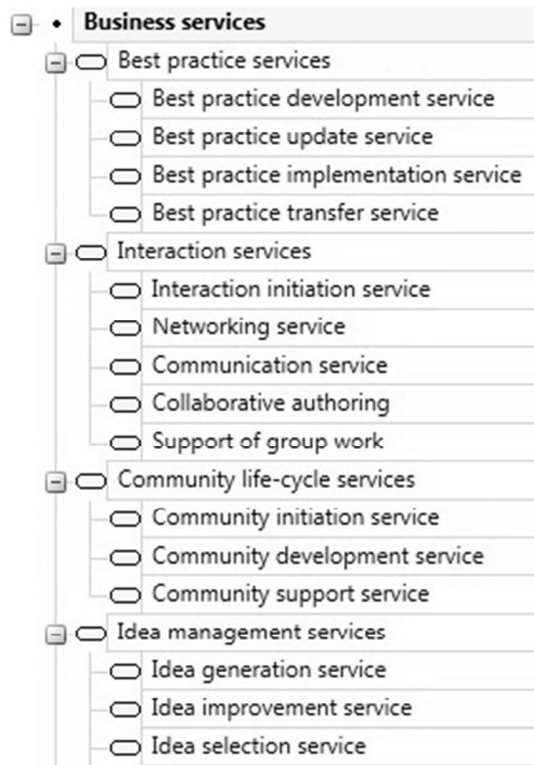 Business services
Best practice services
Best practice development service
Best practice update service
Best practice implementation service
Best practice transfer service
Interaction services
Interaction initiation service
Networking service
Communication service
Collaborative authoring
Support of group work
Community life-cycle services
Community initiation service
Community development service
Community support service
Idea management services
Idea generation service
Idea improvement service
Idea selection service